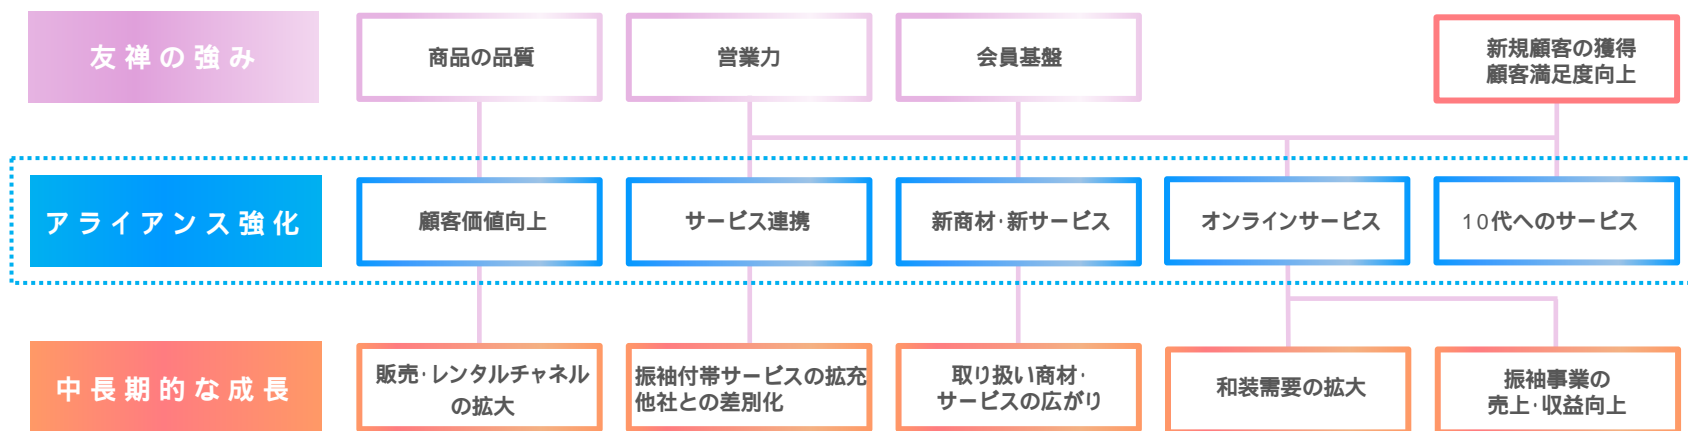 友禅の強み
商品の品質
営業力
会員基盤
新規顧客の獲得
顧客満足度向上
アライアンス強化
顧客価値向上
サービス連携
新商材･新サービス
オンラインサービス
10代へのサービス
中長期的な成長
販売･レンタルチャネル
の拡大
振袖付帯サービスの拡充
他社との差別化
取り扱い商材･
サービスの広がり
和装需要の拡大
振袖事業の
売上･収益向上